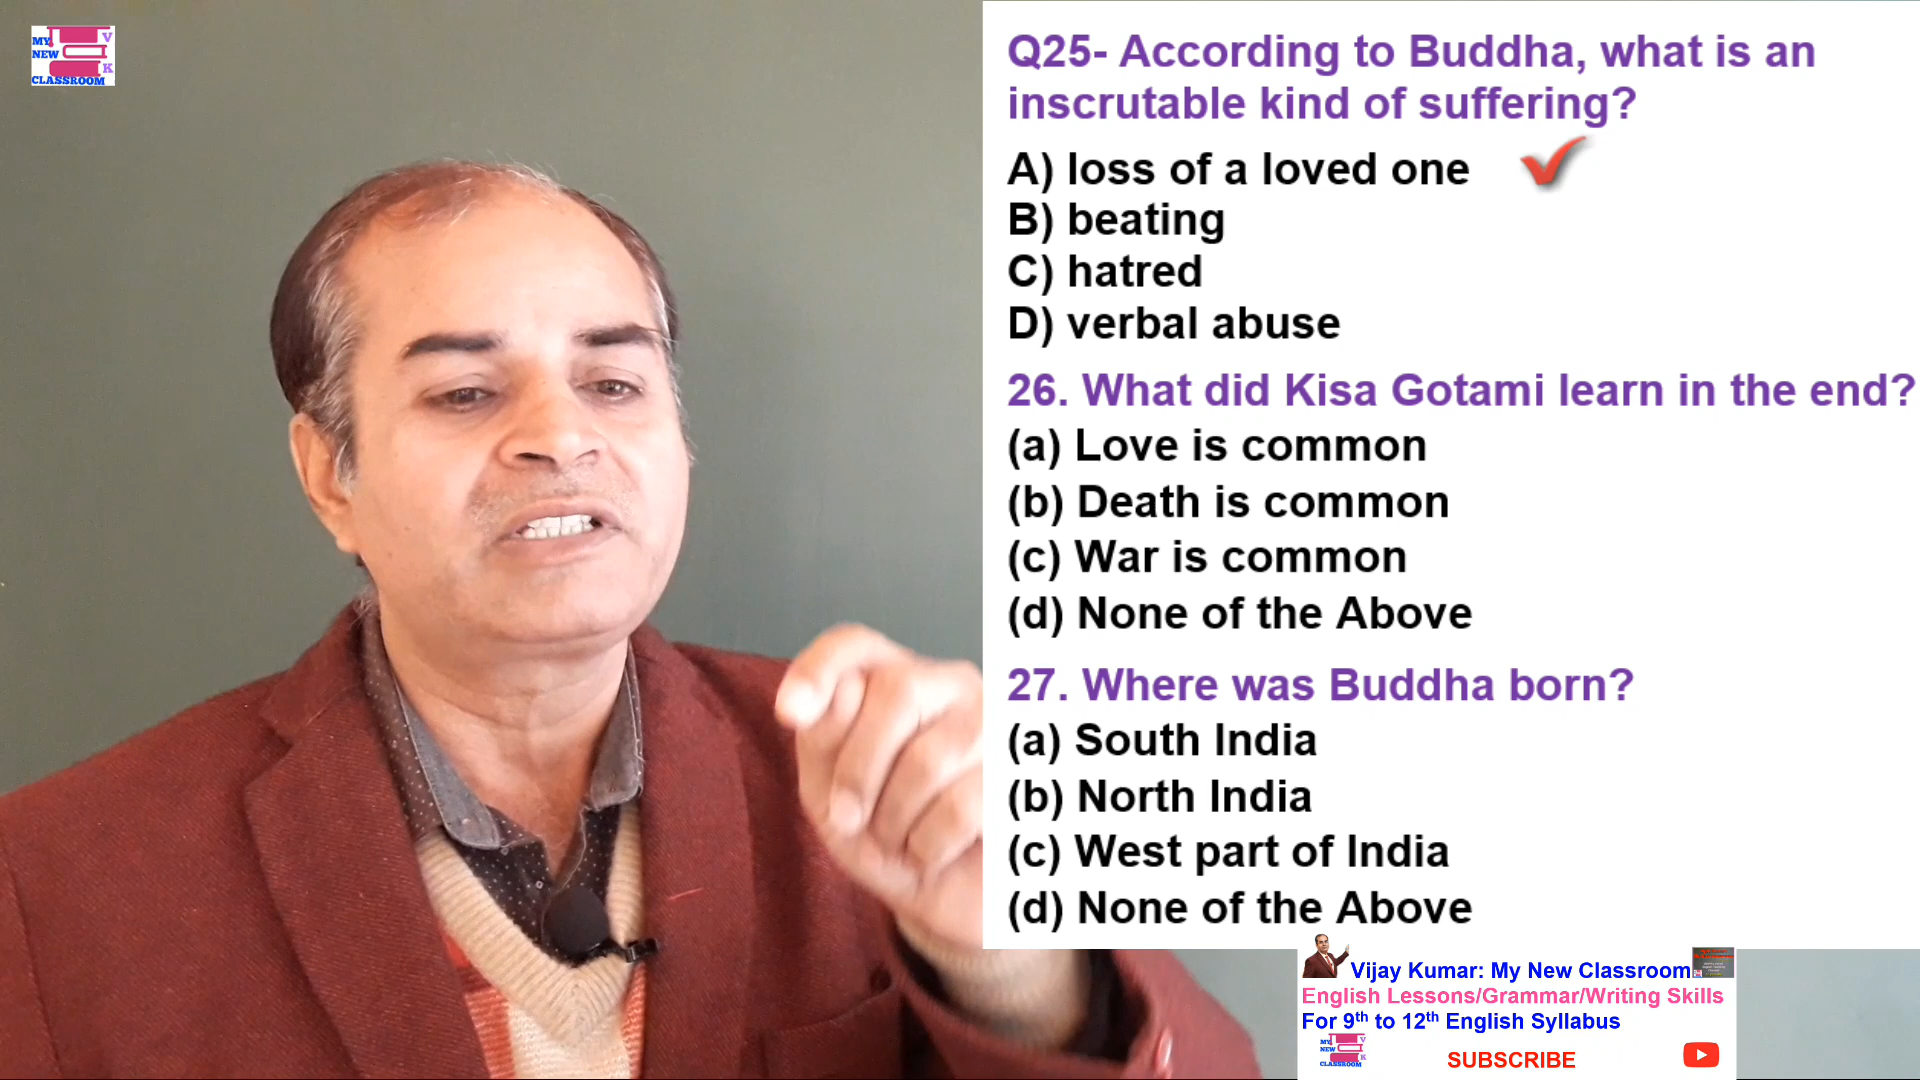 MY
NEW
CLASSROOM
V
K
Q25- According to Buddha, what is an
inscrutable kind of suffering?
A) loss of a loved one
B) beating
C) hatred
D) verbal abuse
26. What did Kisa Gotami learn in the end?
(a) Love is common
(b) Death is common
(c) War is common
(d) None of the Above
27. Where was Buddha born?
(a) South India
(b) North India
(c) West part of India
(d) None of the Above
Vijay Kumar: My New Classroom
English Lessons/Grammar/Writing Skills
For 9th to 12th English Syllabus
MY
NEW
CLASSROOM
V
K
SUBSCRIBE